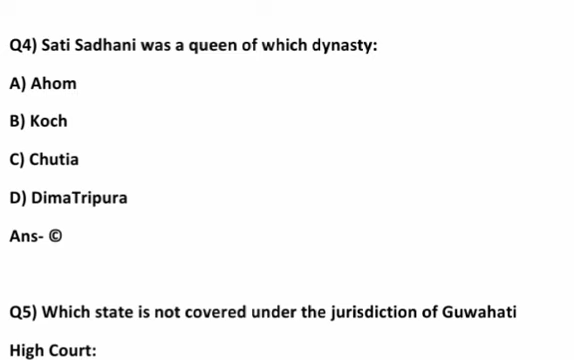 Q4) Sati Sadhani was a queen of which dynasty:
A) Ahom
B) Koch
C) Chutia
D) DimaTripura
Ans- ©
Q5) Which state is not covered under the jurisdiction of Guwahati
High Court: